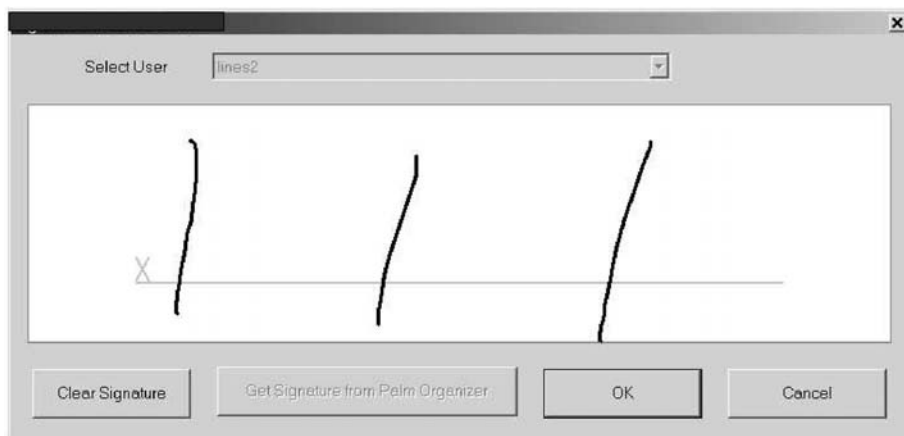 Select User lines2
X
Clear Signature Get Signature from Palm Organizer OK Cancel